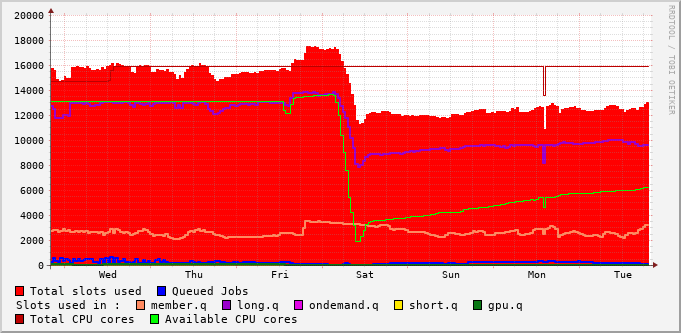 20000
18000
16000
14000
12000
10000
8000
6000
4000
2000
0
Wed Thu Fri Sat Sun Mon Tue
RRDTOOL / TOBI OETIKER
Total slots used Queued Jobs
Slots used in : member.q long.q ondemand.q short.q gpu.q
Total CPU cores Available CPU cores